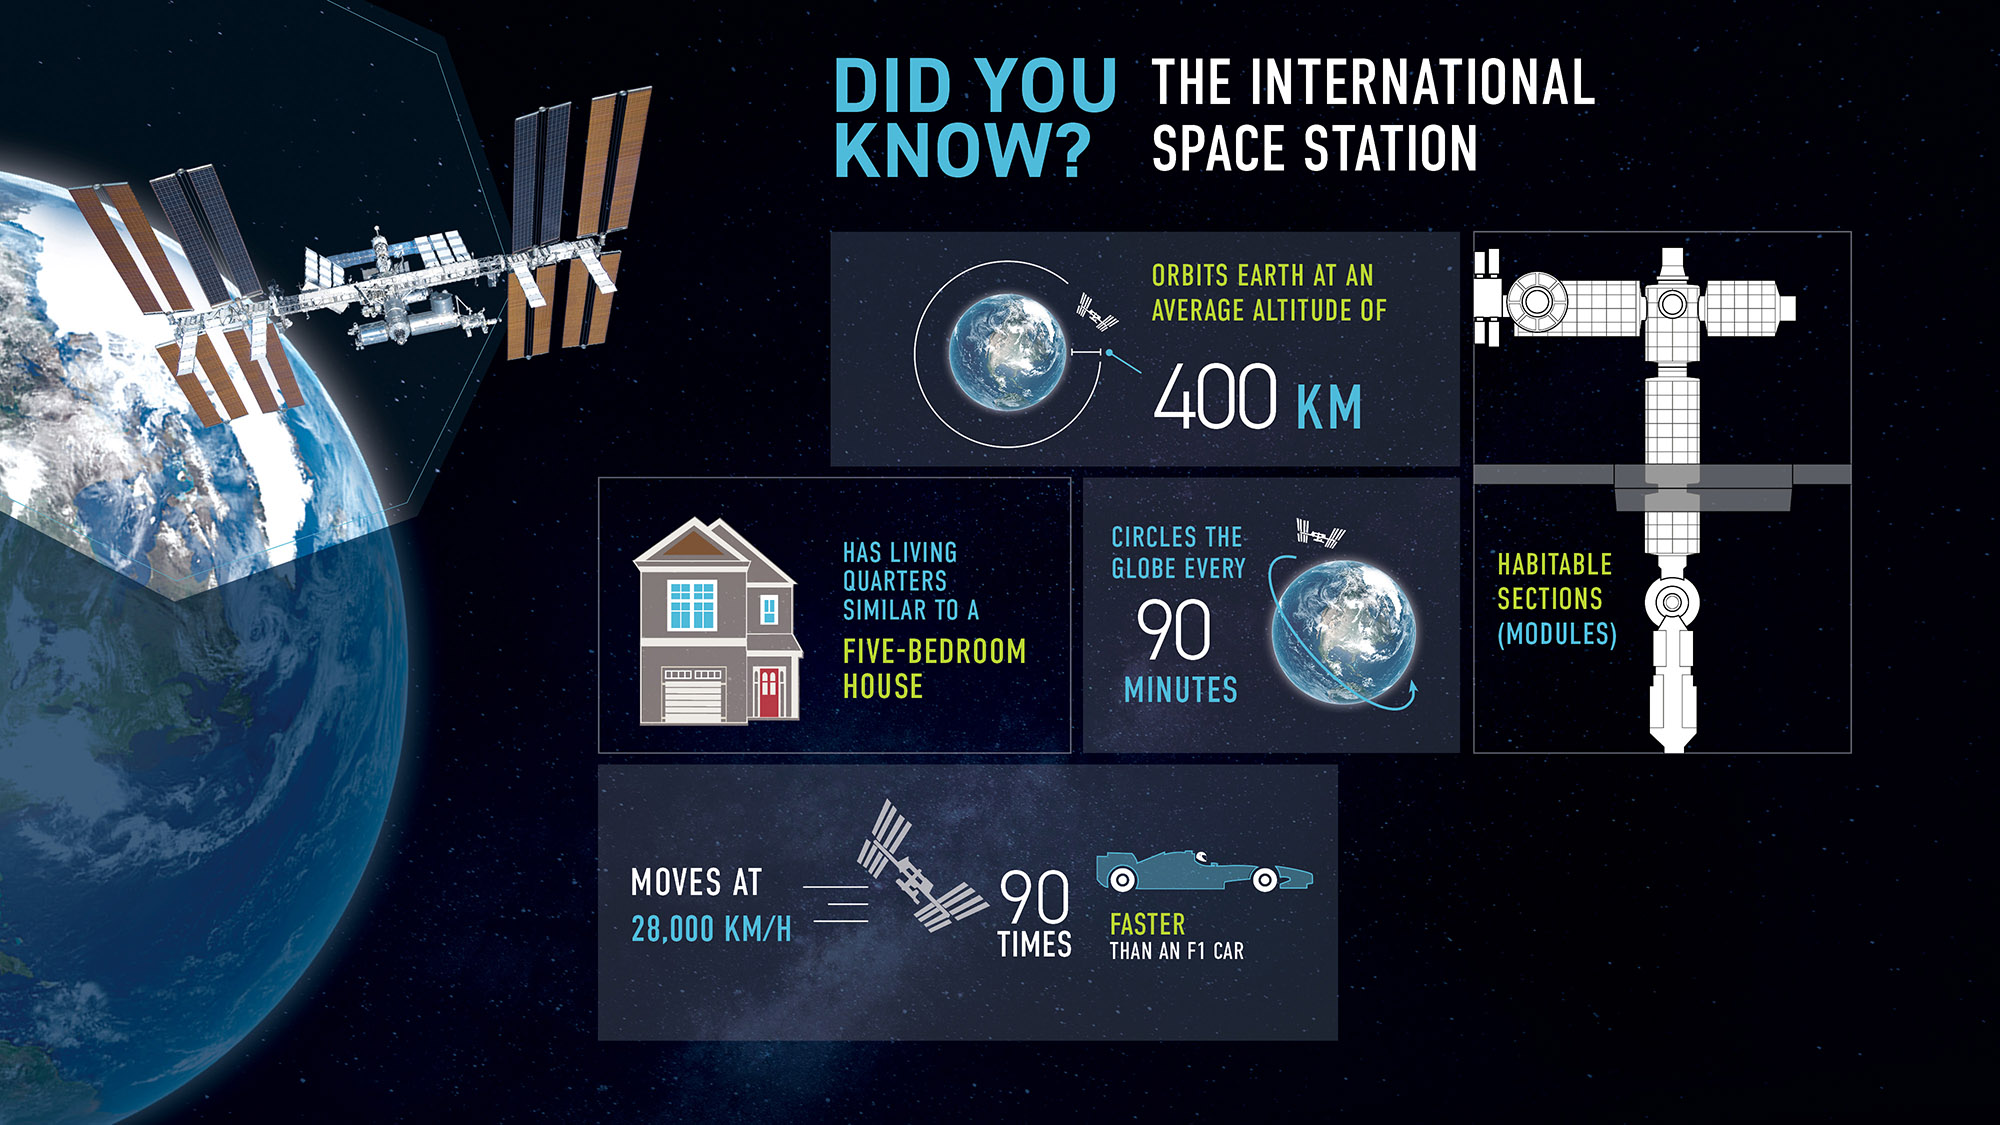 DID YOU
KNOW?
THE INTERNATIONAL
SPACE STATION
ORBITS EARTH AT AN
AVERAGE ALTITUDE OF
400 KM
HAS LIVING
QUARTERS
SIMILAR TO A
FIVE-BEDROOM
HOUSE
CIRCLES THE
GLOBE EVERY
90
MINUTES
HABITABLE
SECTIONS
(MODULES)
MOVES AT
28,000 KM/H
90
TIMES
FASTER
THAN AN F1 CAR